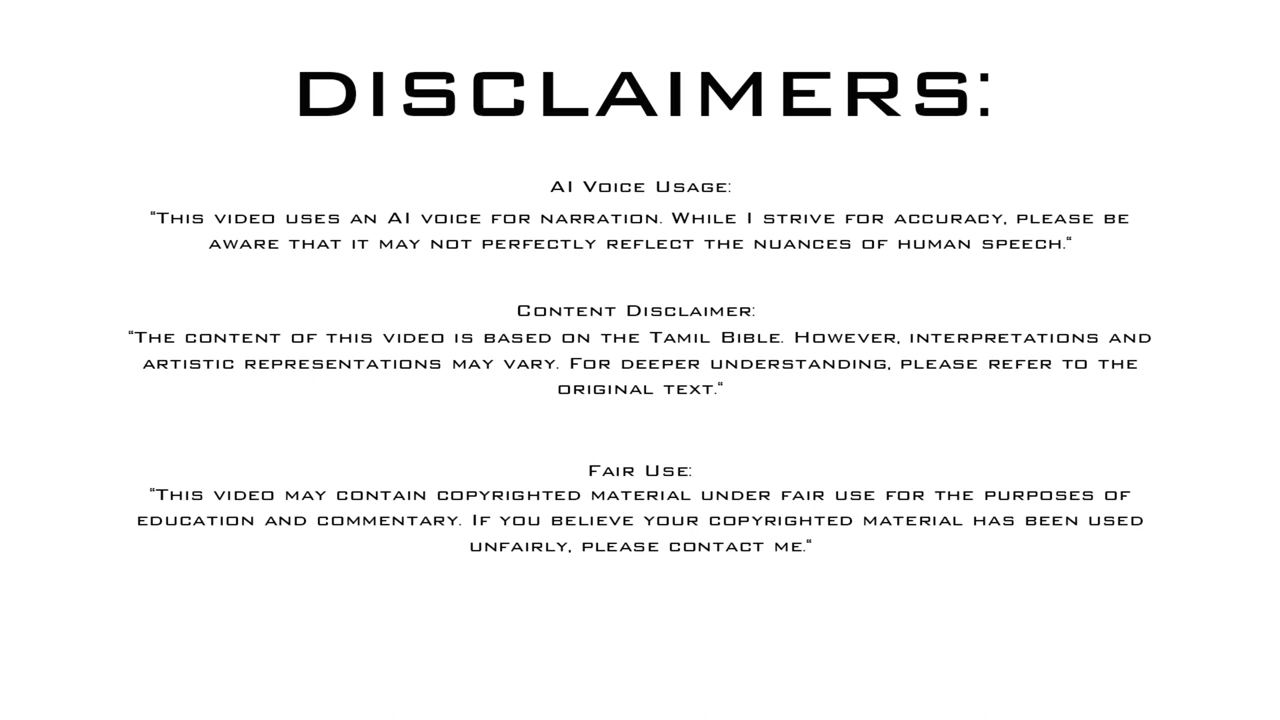 DISCLAIMERS:
AI Voice Usage:
"This video uses an AI voice for narration. While I strive for accuracy, please be
aware that it may not perfectly reflect the nuances of human speech."
Content Disclaimer:
"The content of this video is based on the Tamil Bible. However, interpretations and
artistic representations may vary. For deeper understanding, please refer to the
original text."
Fair Use:
"This video may contain copyrighted material under fair use for the purposes of
education and commentary. If you believe your copyrighted material has been used
unfairly, please contact me."